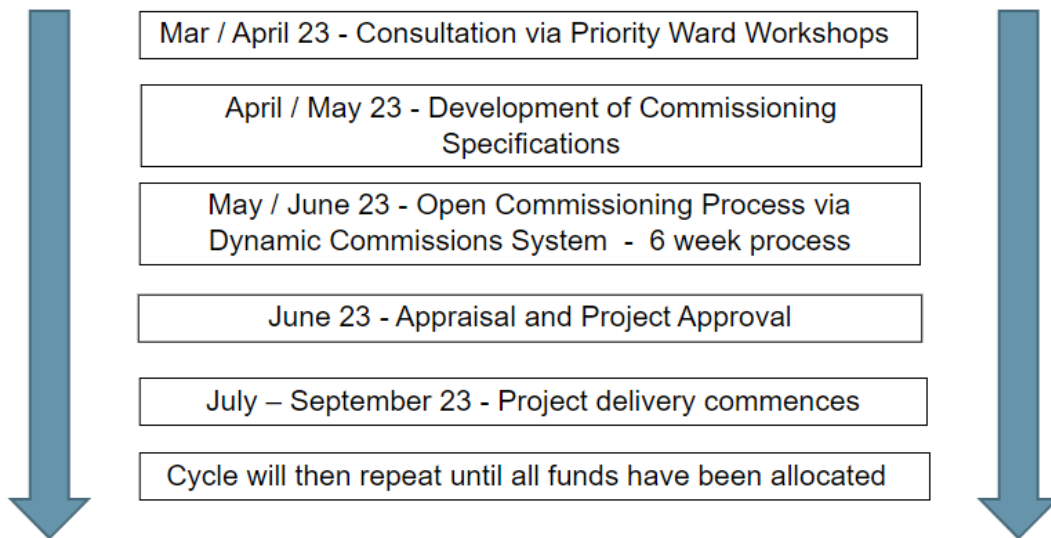 Mar / April 23 - Consultation via Priority Ward Workshops
April / May 23 - Development of Commissioning
Specifications
May / June 23 - Open Commissioning Process via
Dynamic Commissions System  -  6 week process
June 23 - Appraisal and Project Approval
July – September 23 - Project delivery commences
Cycle will then repeat until all funds have been allocated